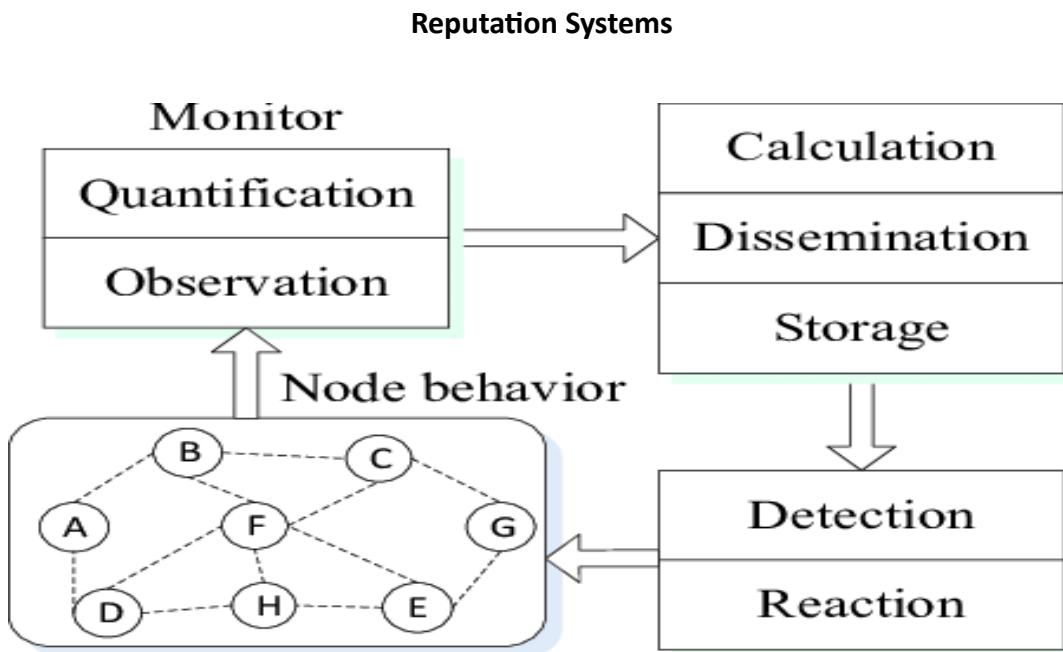 Reputation Systems
Monitor
Quantification
Observation
Calculation
Dissemination
Storage
Node behavior
B
C
A
F
G
D
H
E
Detection
Reaction